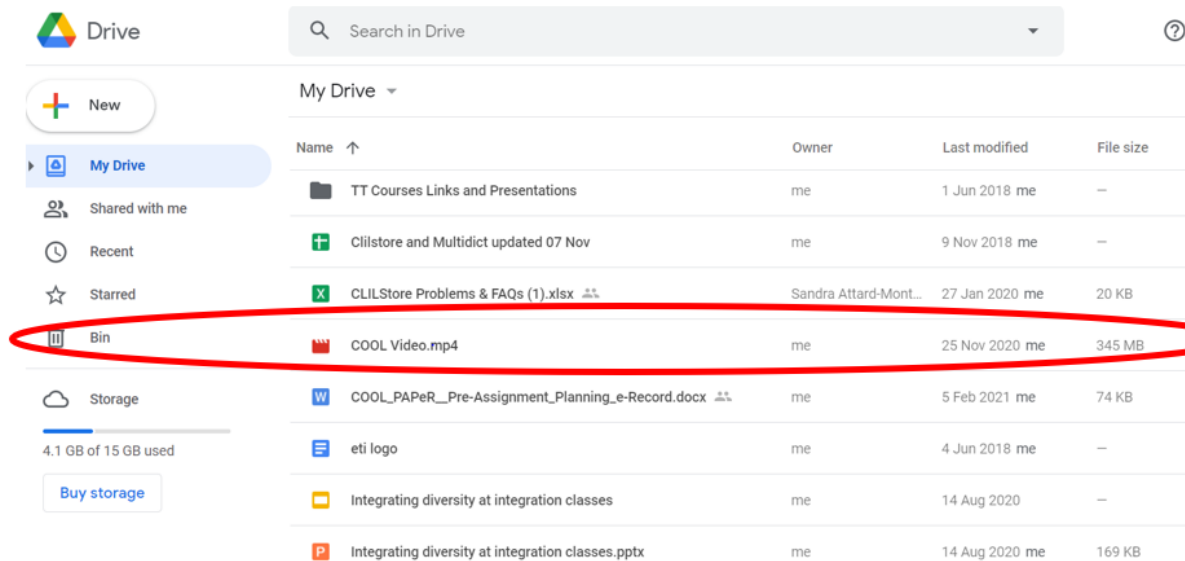 Drive
Search in Drive
New
My Drive
Shared with me
Recent
Starred
Bin
Storage
4.1 GB of 15 GB used
Buy storage
My Drive
Name Owner Last modified File size
TT Courses Links and Presentations me 1 Jun 2018 me —
Clilstore and Multidict updated 07 Nov me 9 Nov 2018 me —
X CLILStore Problems & FAQs (1).xlsx Sandra Attard-Mont... 27 Jan 2020 me 20 KB
COOL Video.mp4 me 25 Nov 2020 me 345 MB
W COOL_PAPeR__Pre-Assignment_Planning_e-Record.docx me 5 Feb 2021 me 74 KB
eti logo me 4 Jun 2018 me —
Integrating diversity at integration classes me 14 Aug 2020 —
P Integrating diversity at integration classes.pptx me 14 Aug 2020 me 169 KB